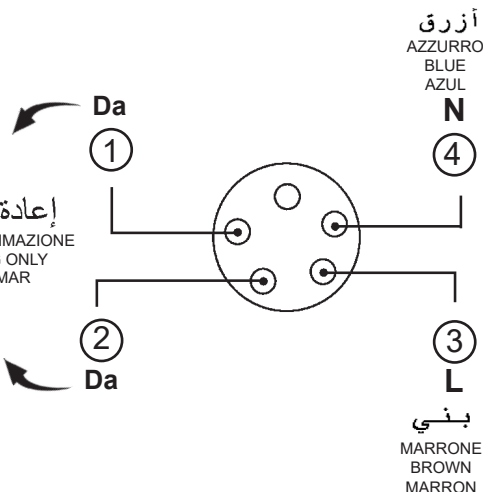 أزرق
AZZURRO
BLUE
AZUL
N
4
Da
1
إعادة
IMAZIONE
ONLY
MAR
2
Da
3
L
بني
MARRONE
BROWN
MARRON